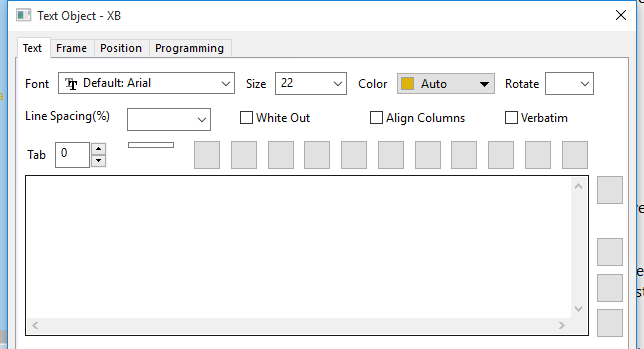 Text Object - XB
Text Frame Position Programming
Font Default: Arial Size 22 Color Auto Rotate
Line Spacing(%) White Out Align Columns Verbatim
Tab 0